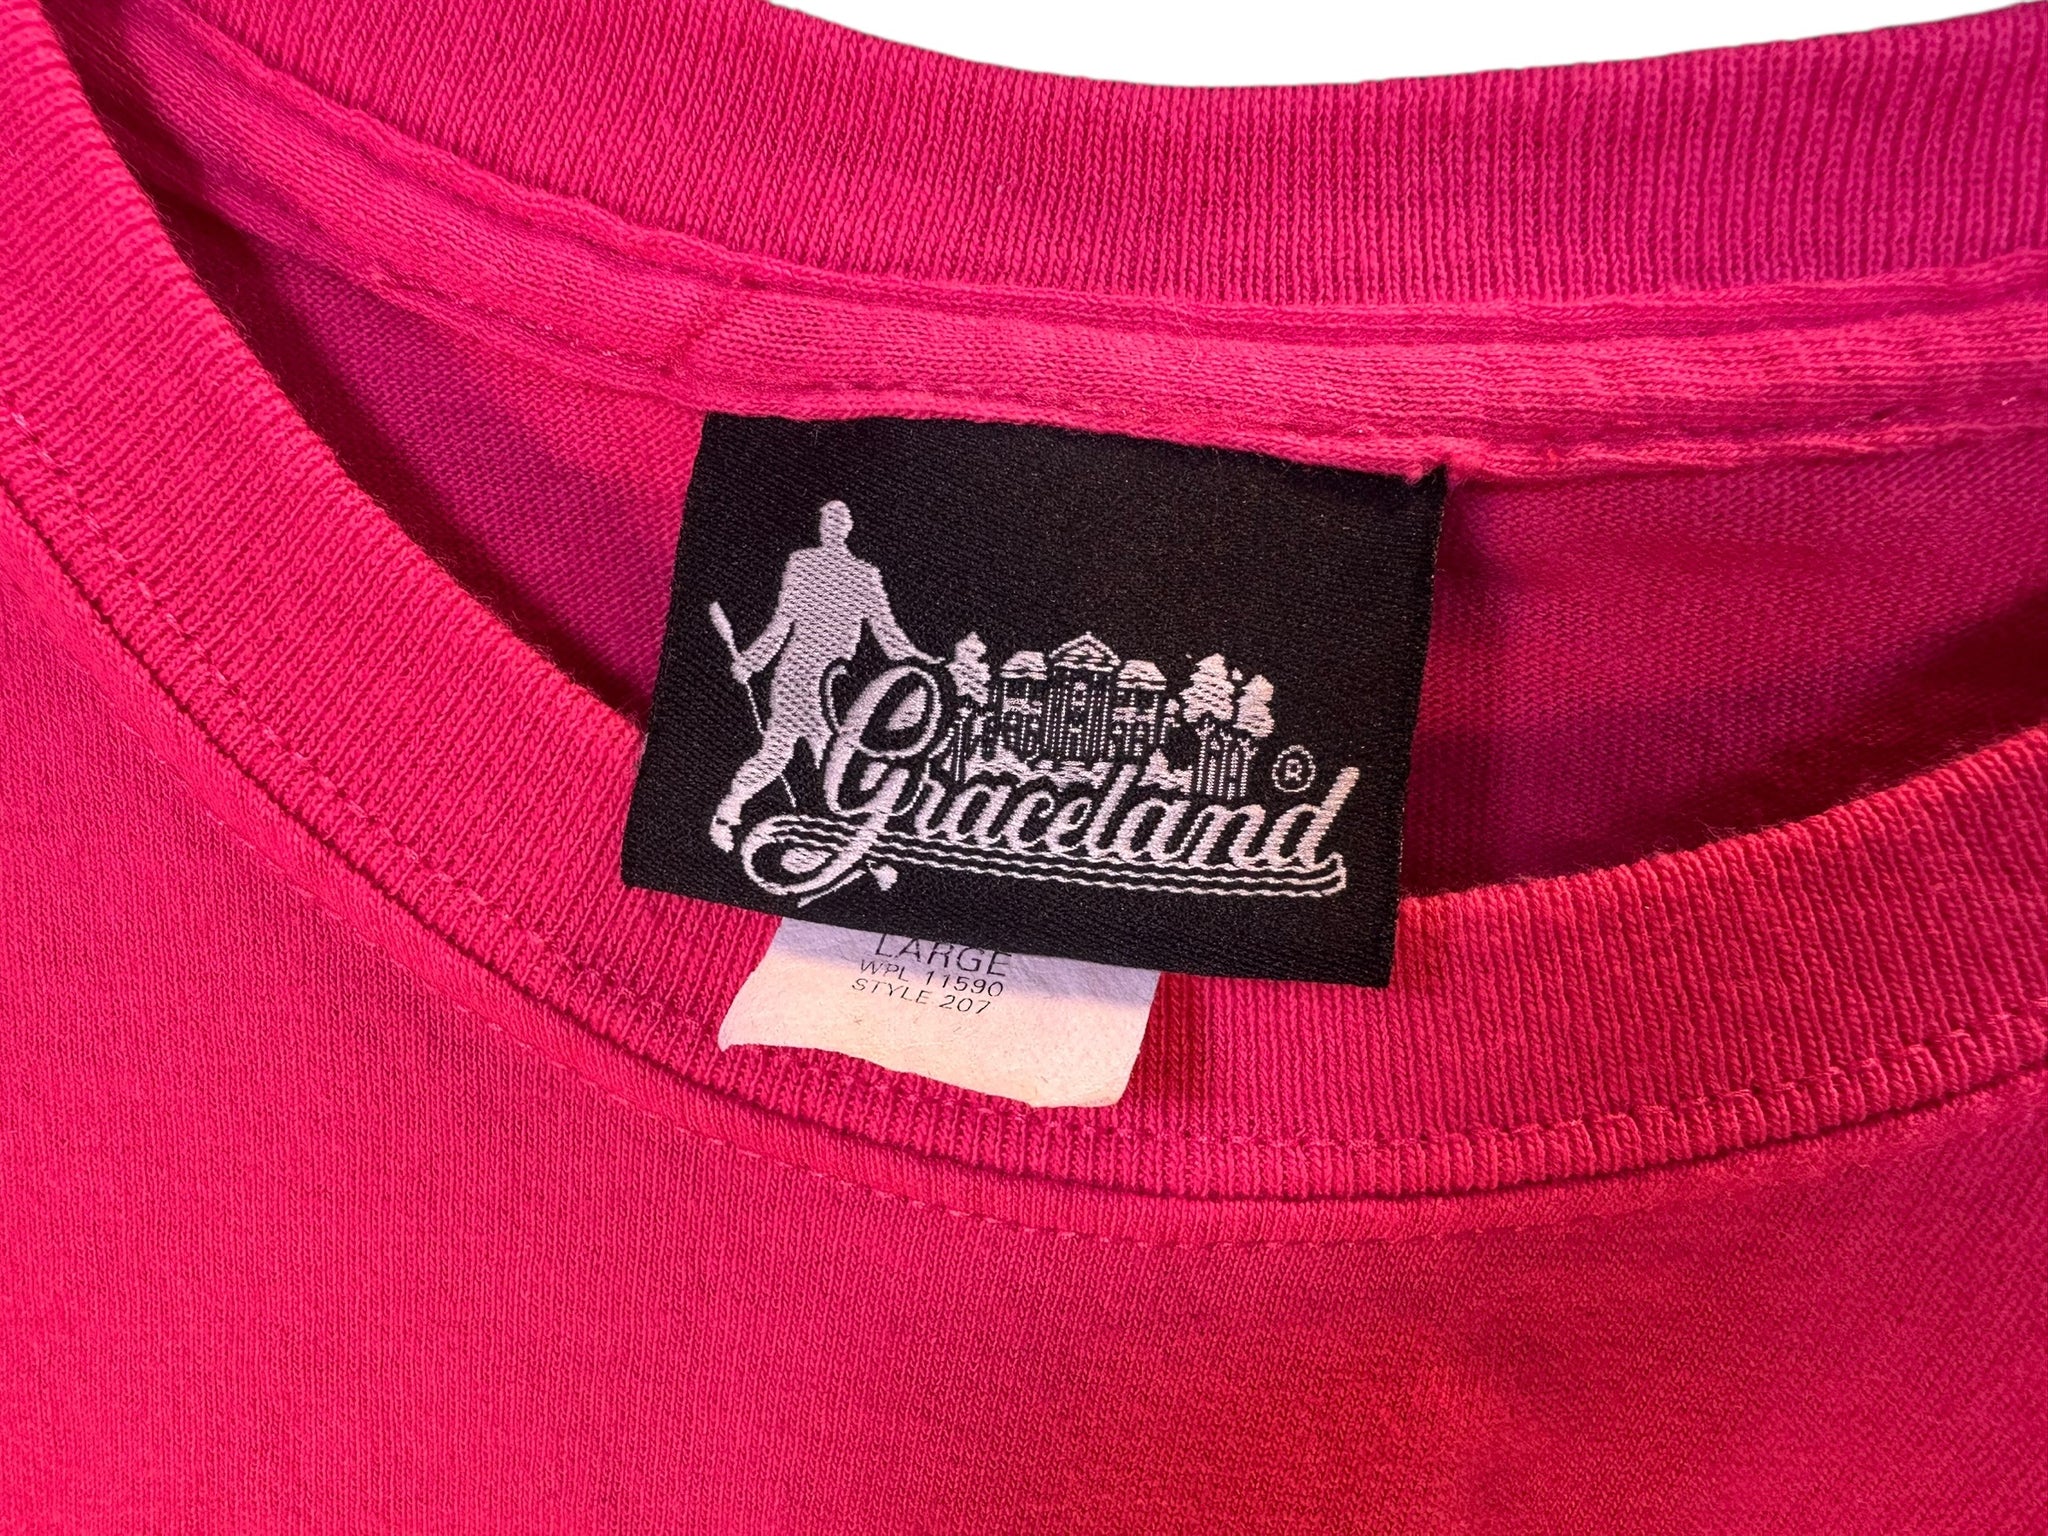 Graceland ®
LARGE
WPL 11590
STYLE 207